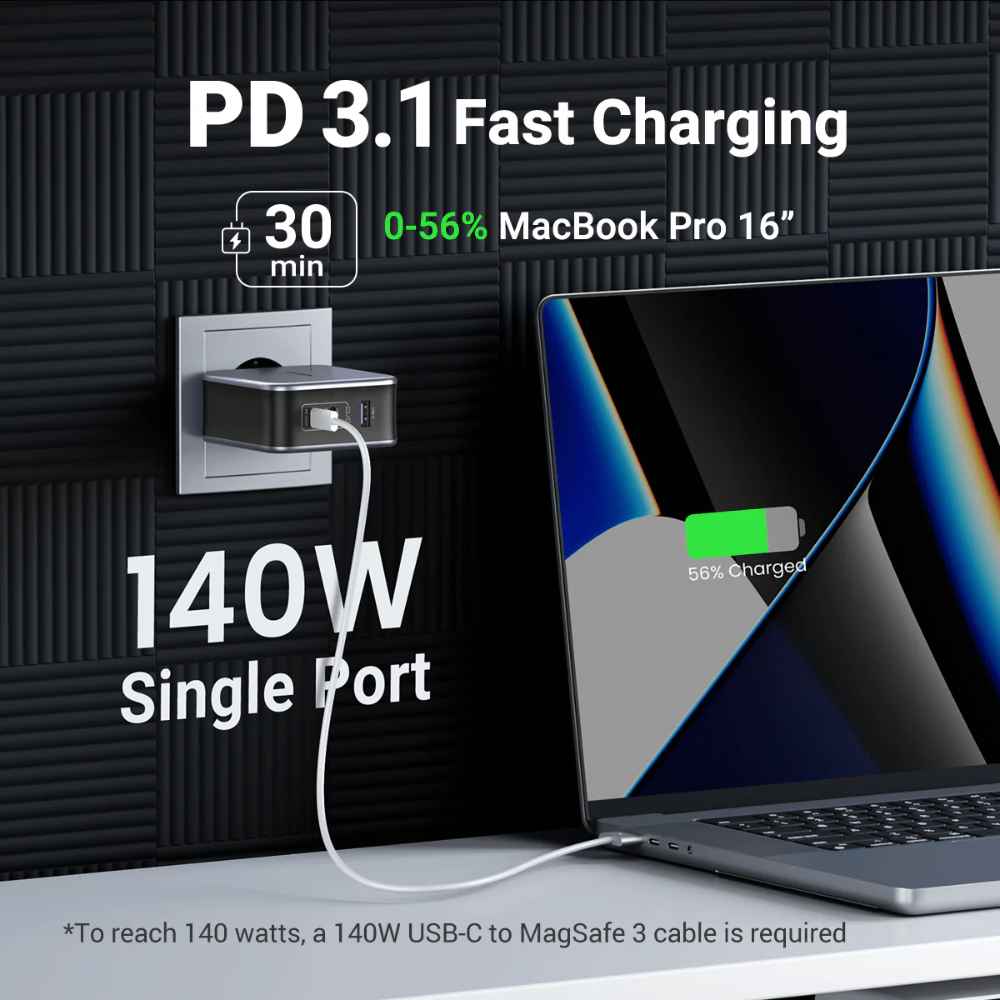 PD 3.1 Fast Charging
30 min
0-56% MacBook Pro 16”
56% Charged
140W
Single Port
*To reach 140 watts, a 140W USB-C to MagSafe 3 cable is required